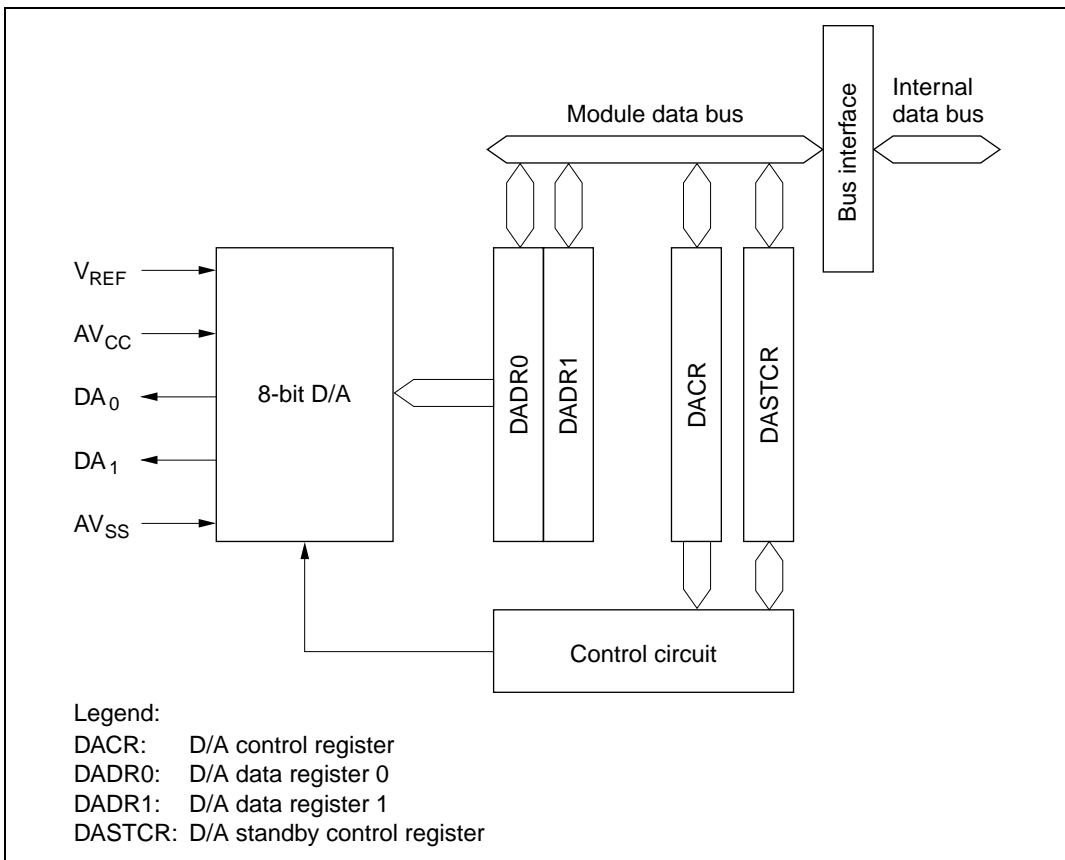 Module data bus
Bus interface
Internal
data bus
V_REF
AV_CC
DA_0
DA_1
AV_SS
8-bit D/A
DADR0
DADR1
DACR
DASTCR
Control circuit
Legend:
DACR: D/A control register
DADR0: D/A data register 0
DADR1: D/A data register 1
DASTCR: D/A standby control register